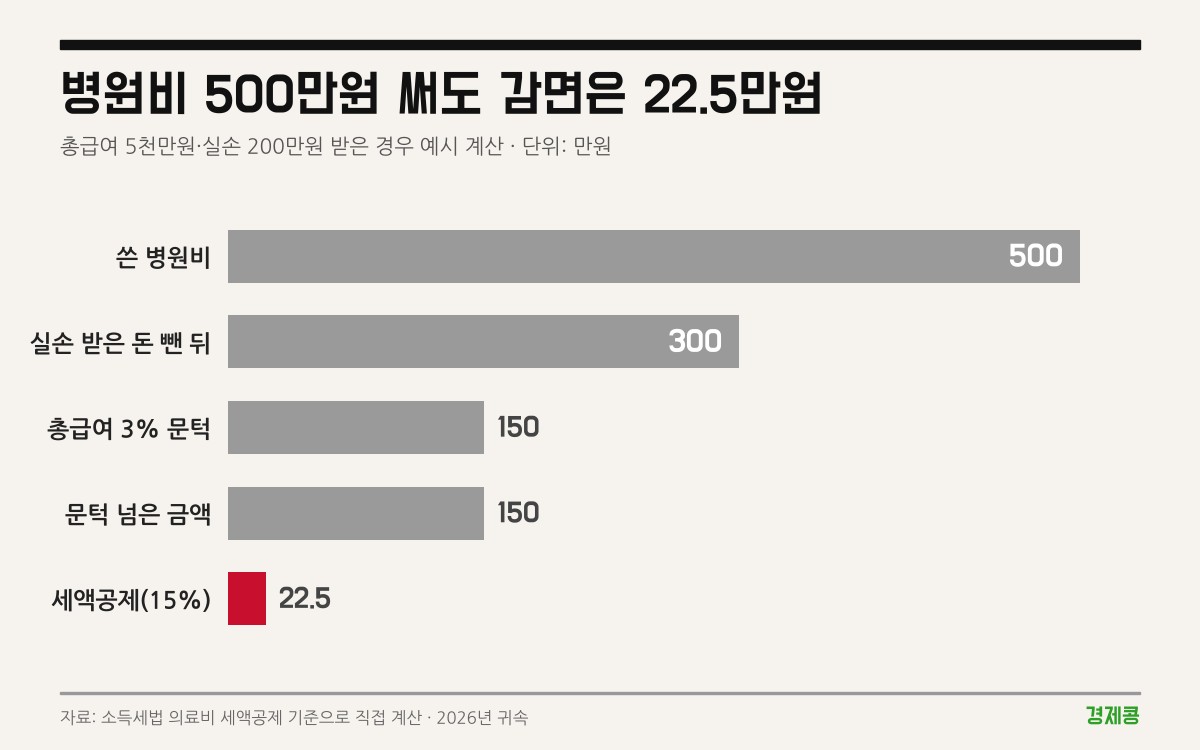 병원비 500만원 써도 감면은 22.5만원
총급여 5천만원·실손 200만원 받은 경우 예시 계산 · 단위: 만원
쓴 병원비 500
실손 받은 돈 뺀 뒤 300
총급여 3% 문턱 150
문턱 넘은 금액 150
세액공제(15%) 22.5
자료: 소득세법 의료비 세액공제 기준으로 직접 계산 · 2026년 귀속
경제콩